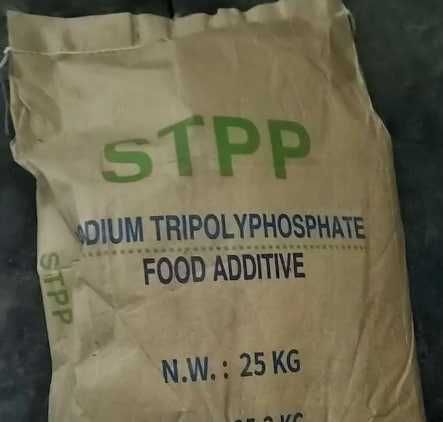 STPP
ODIUM TRIPOLYPHOSPHATE
FOOD ADDITIVE
STPP
N.W. : 25 KG